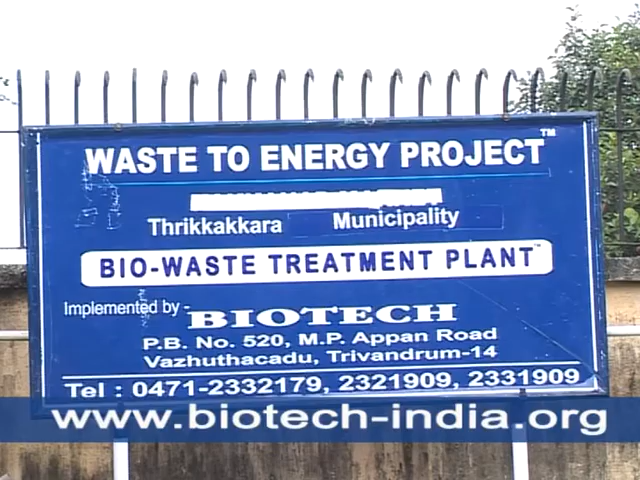 WASTE TO ENERGY PROJECT™
Thrikkakkara Municipality
BIO-WASTE TREATMENT PLANT™
Implemented by -
BIOTECH
P.B. No. 520, M.P. Appan Road
Vazhuthacadu, Trivandrum-14
Tel : 0471-2332179, 2321909, 2331909
www.biotech-india.org